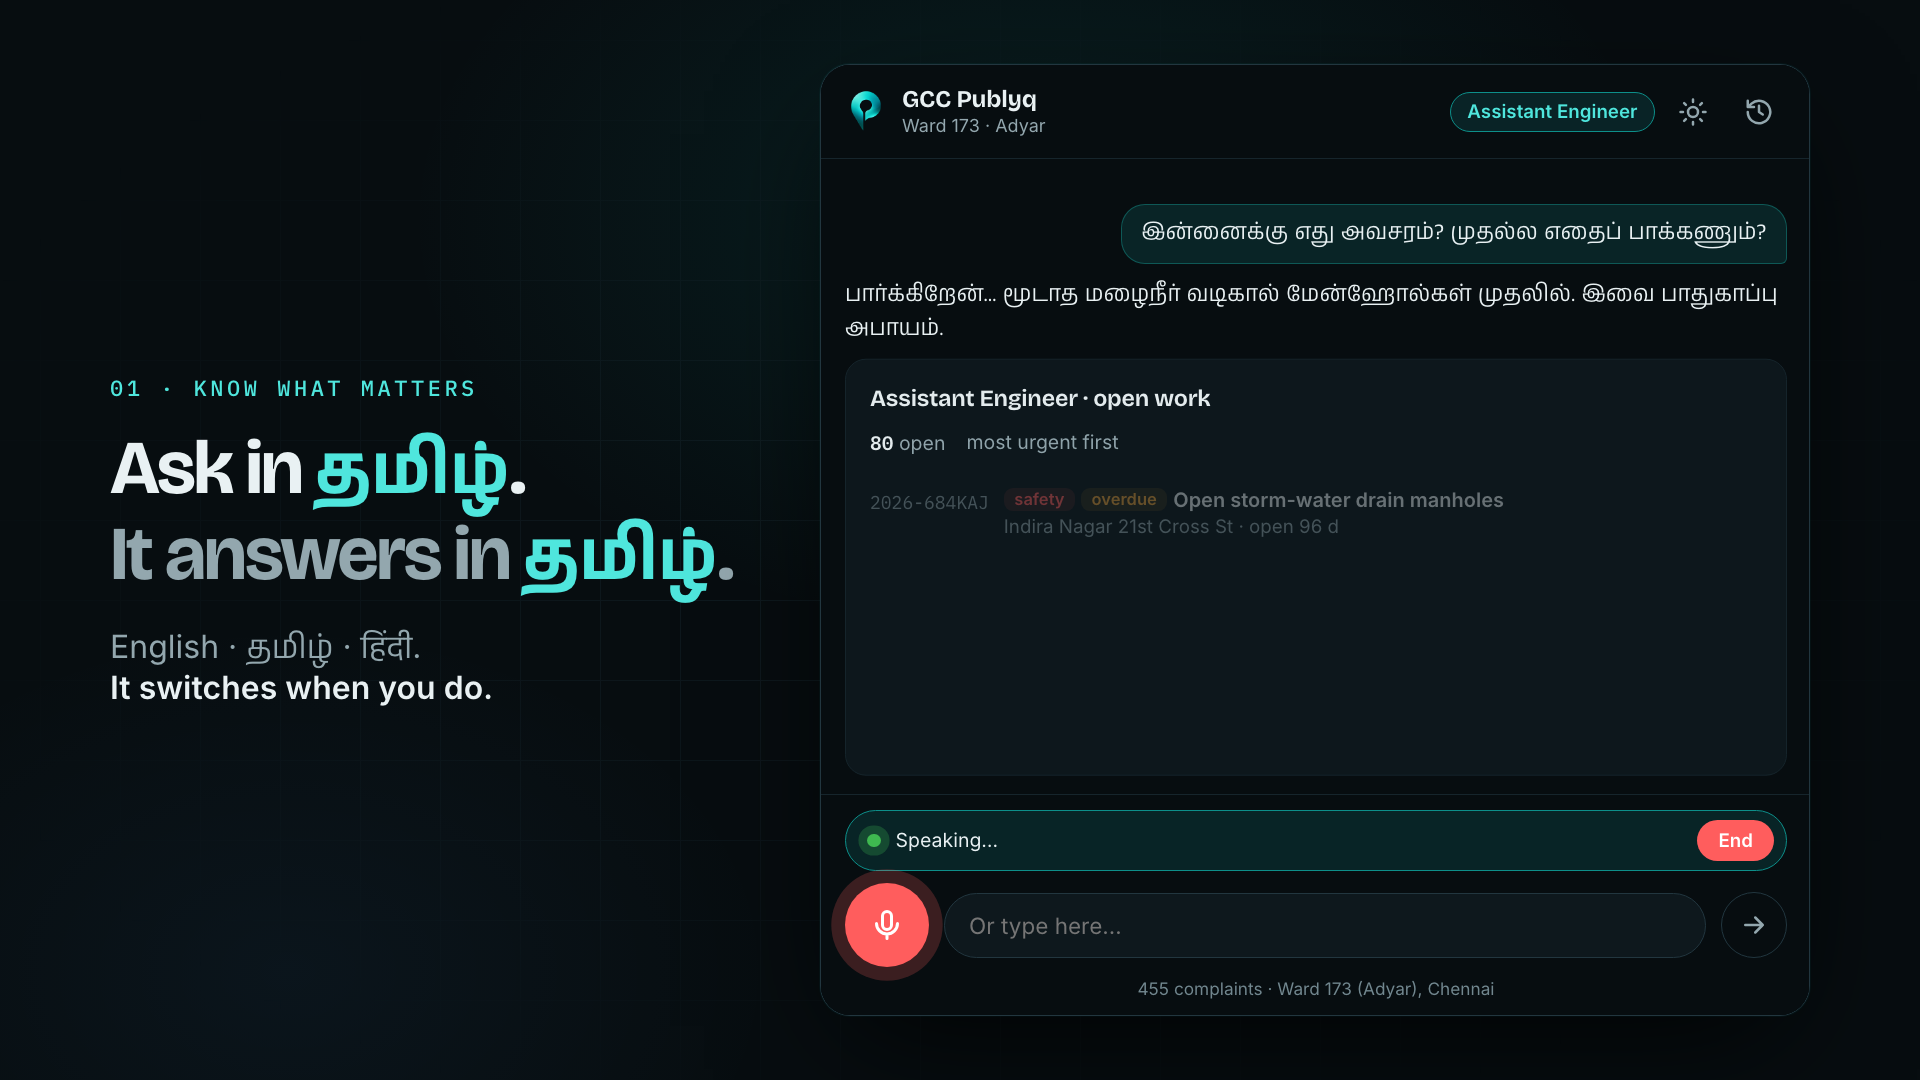 01 · KNOW WHAT MATTERS
Ask in தமிழ்.
It answers in தமிழ்.
English · தமிழ் · हिंदी.
It switches when you do.
GCC Publyq
Ward 173 · Adyar
Assistant Engineer
இன்னைக்கு எது அவசரம்? முதல்ல எதைப் பாக்கணும்?
பார்க்கிறேன்... மூடாத மழைநீர் வடிகால் மேன்ஹோல்கள் முதலில். இவை பாதுகாப்பு
அபாயம்.
Assistant Engineer · open work
80 open most urgent first
2026-684KAJ safety overdue Open storm-water drain manholes
Indira Nagar 21st Cross St · open 96 d
Speaking...
End
Or type here...
455 complaints · Ward 173 (Adyar), Chennai